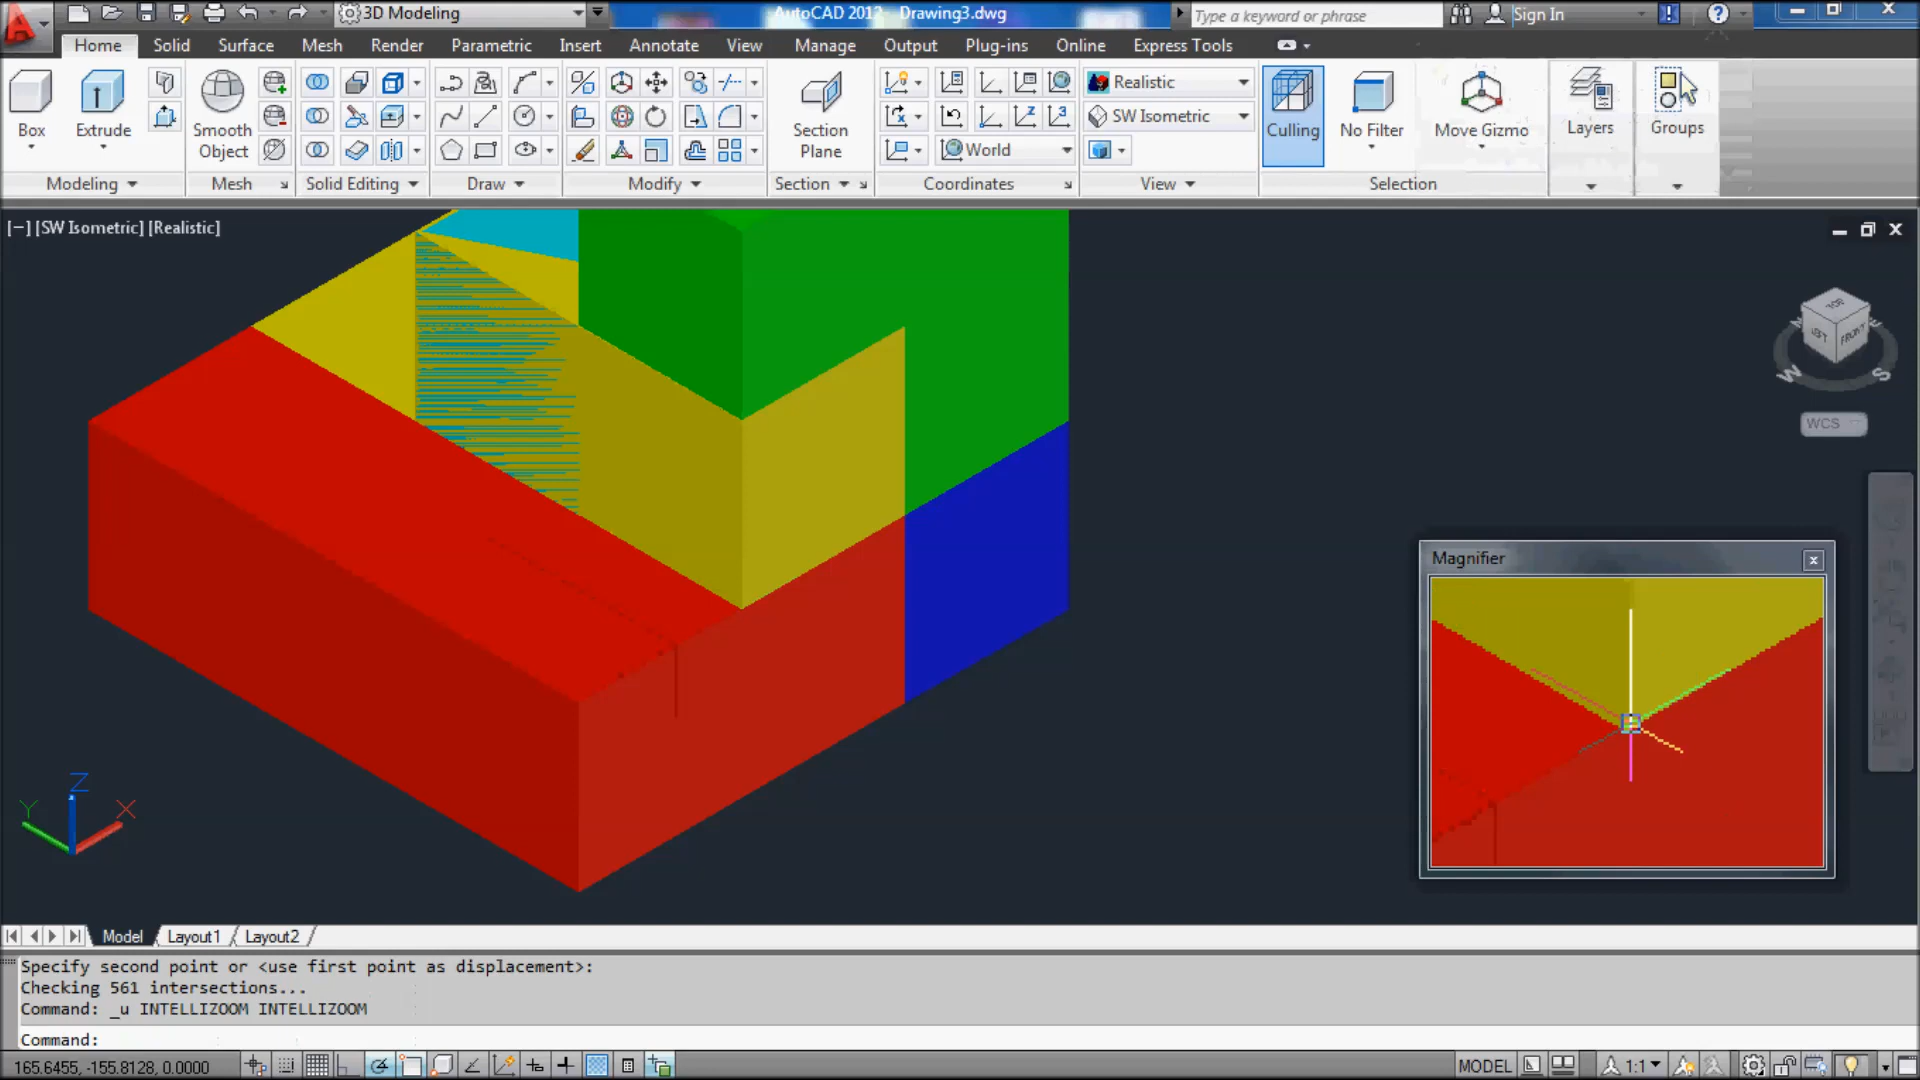 3D Modeling
AutoCAD 2012 - Drawing3.dwg
Type a keyword or phrase
Sign In
Home Solid Surface Mesh Render Parametric Insert Annotate View Manage Output Plug-ins Online Express Tools
Box
Extrude
Smooth Object
Section Plane
World
Realistic
SW Isometric
Culling
No Filter
Move Gizmo
Layers
Groups
Modeling Mesh Solid Editing Draw Modify Section Coordinates View Selection
[−] [SW Isometric] [Realistic]
TOP
LEFT
FRONT
W
S
WCS
Magnifier
Z
Y
X
Model Layout1 Layout2
Specify second point or <use first point as displacement>:
Checking 561 intersections...
Command: _u INTELLIZOOM INTELLIZOOM
Command:
165.6455, -155.8128, 0.0000
MODEL
1:1